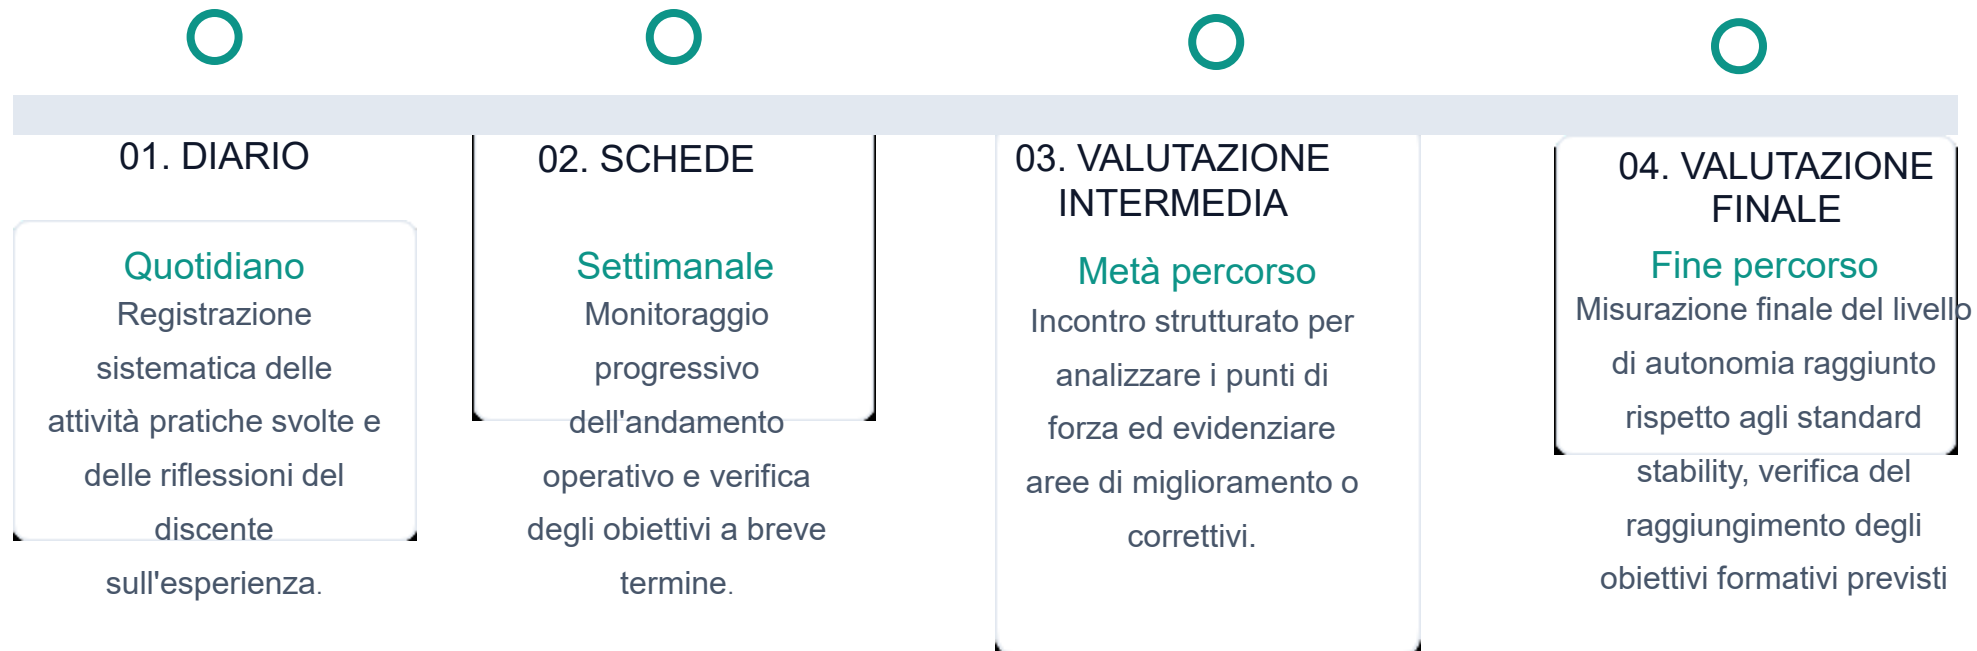 01. DIARIO
Quotidiano
Registrazione
sistematica delle
attività pratiche svolte e
delle riflessioni del
discente
sull'esperienza.
02. SCHEDE
Settimanale
Monitoraggio
progressivo
dell'andamento
operativo e verifica
degli obiettivi a breve
termine.
03. VALUTAZIONE
INTERMEDIA
Metà percorso
Incontro strutturato per
analizzare i punti di
forza ed evidenziare
aree di miglioramento o
correttivi.
04. VALUTAZIONE
FINALE
Fine percorso
Misurazione finale del livello
di autonomia raggiunto
rispetto agli standard
stability, verifica del
raggiungimento degli
obiettivi formativi previsti